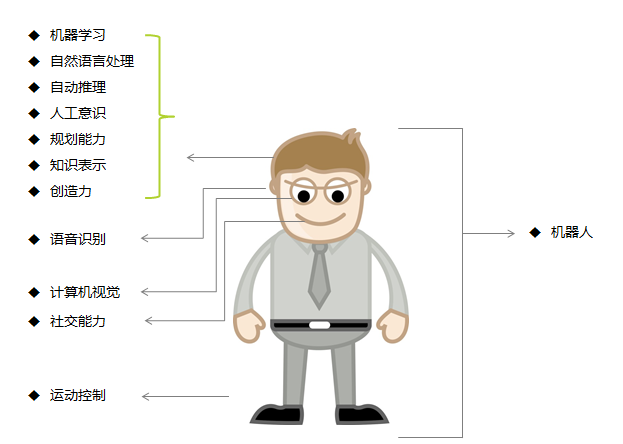 ◆ 机器学习
◆ 自然语言处理
◆ 自动推理
◆ 人工意识
◆ 规划能力
◆ 知识表示
◆ 创造力
◆ 语音识别
◆ 机器人
◆ 计算机视觉
◆ 社交能力
◆ 运动控制